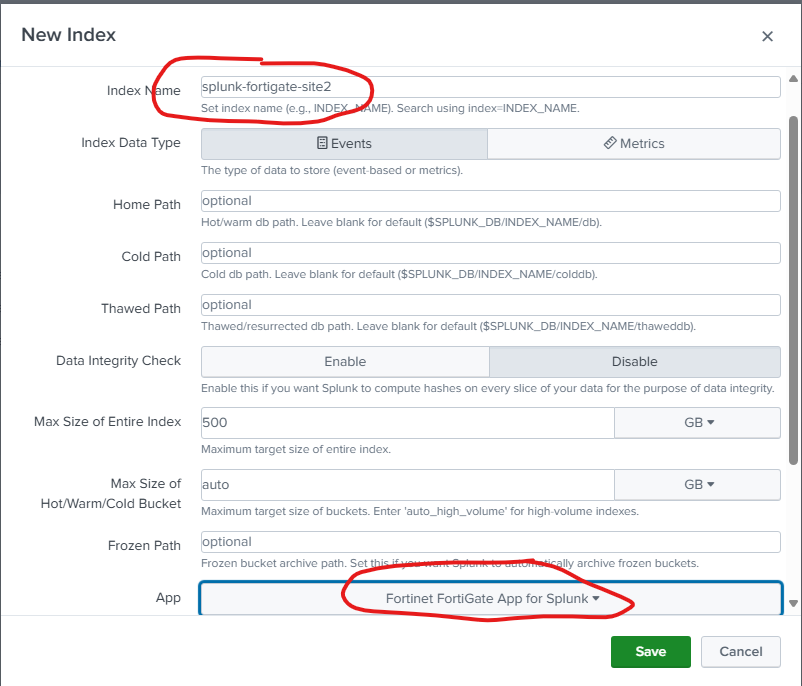 New Index
Index Name
splunk-fortigate-site2
Set index name (e.g., INDEX_NAME). Search using index=INDEX_NAME.
Index Data Type
Events
Metrics
The type of data to store (event-based or metrics).
Home Path
optional
Hot/warm db path. Leave blank for default ($SPLUNK_DB/INDEX_NAME/db).
Cold Path
optional
Cold db path. Leave blank for default ($SPLUNK_DB/INDEX_NAME/colddb).
Thawed Path
optional
Thawed/resurrected db path. Leave blank for default ($SPLUNK_DB/INDEX_NAME/thaweddb).
Data Integrity Check
Enable
Disable
Enable this if you want Splunk to compute hashes on every slice of your data for the purpose of data integrity.
Max Size of Entire Index
500
GB
Maximum target size of entire index.
Max Size of
Hot/Warm/Cold Bucket
auto
GB
Maximum target size of buckets. Enter 'auto_high_volume' for high-volume indexes.
Frozen Path
optional
Frozen bucket archive path. Set this if you want Splunk to automatically archive frozen buckets.
App
Fortinet FortiGate App for Splunk
Save
Cancel